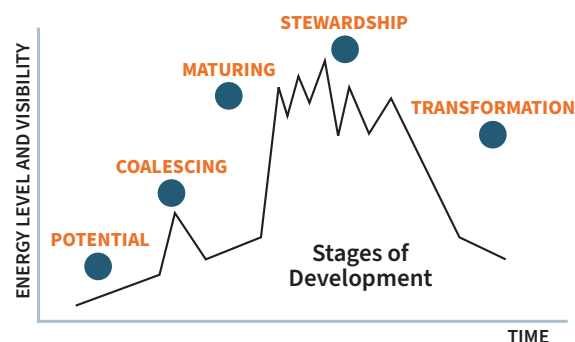 STEWARDSHIP
MATURING
TRANSFORMATION
COALESCING
POTENTIAL
ENERGY LEVEL AND VISIBILITY
Stages of
Development
TIME